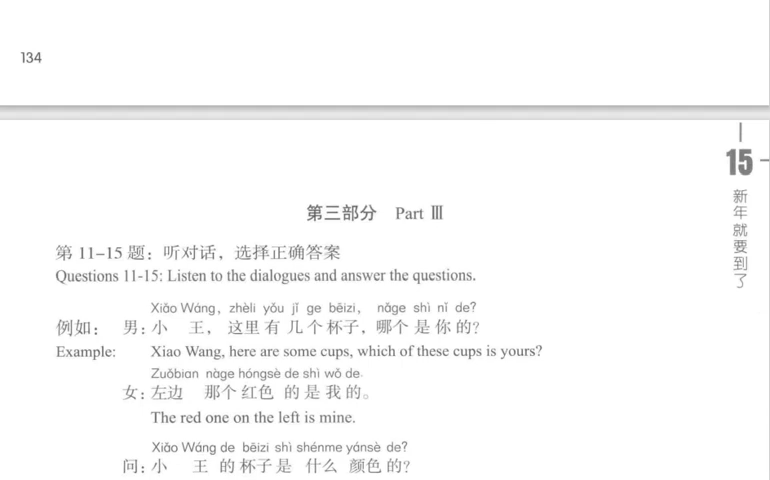 134
15
新年就要到了
第三部分 Part Ⅲ
第 11–15 题：听对话，选择正确答案
Questions 11-15: Listen to the dialogues and answer the questions.
Xiǎo Wáng, zhèli yǒu jǐ ge bēizi, nǎge shì nǐ de?
例如： 男：小 王，这里有几个杯子，哪个是你的？
Example: Xiao Wang, here are some cups, which of these cups is yours?
Zuǒbian nàge hóngsè de shì wǒ de.
女：左边 那个红色 的是我的。
The red one on the left is mine.
Xiǎo Wáng de bēizi shì shénme yánsè de?
问：小 王 的杯子是 什么 颜色的？